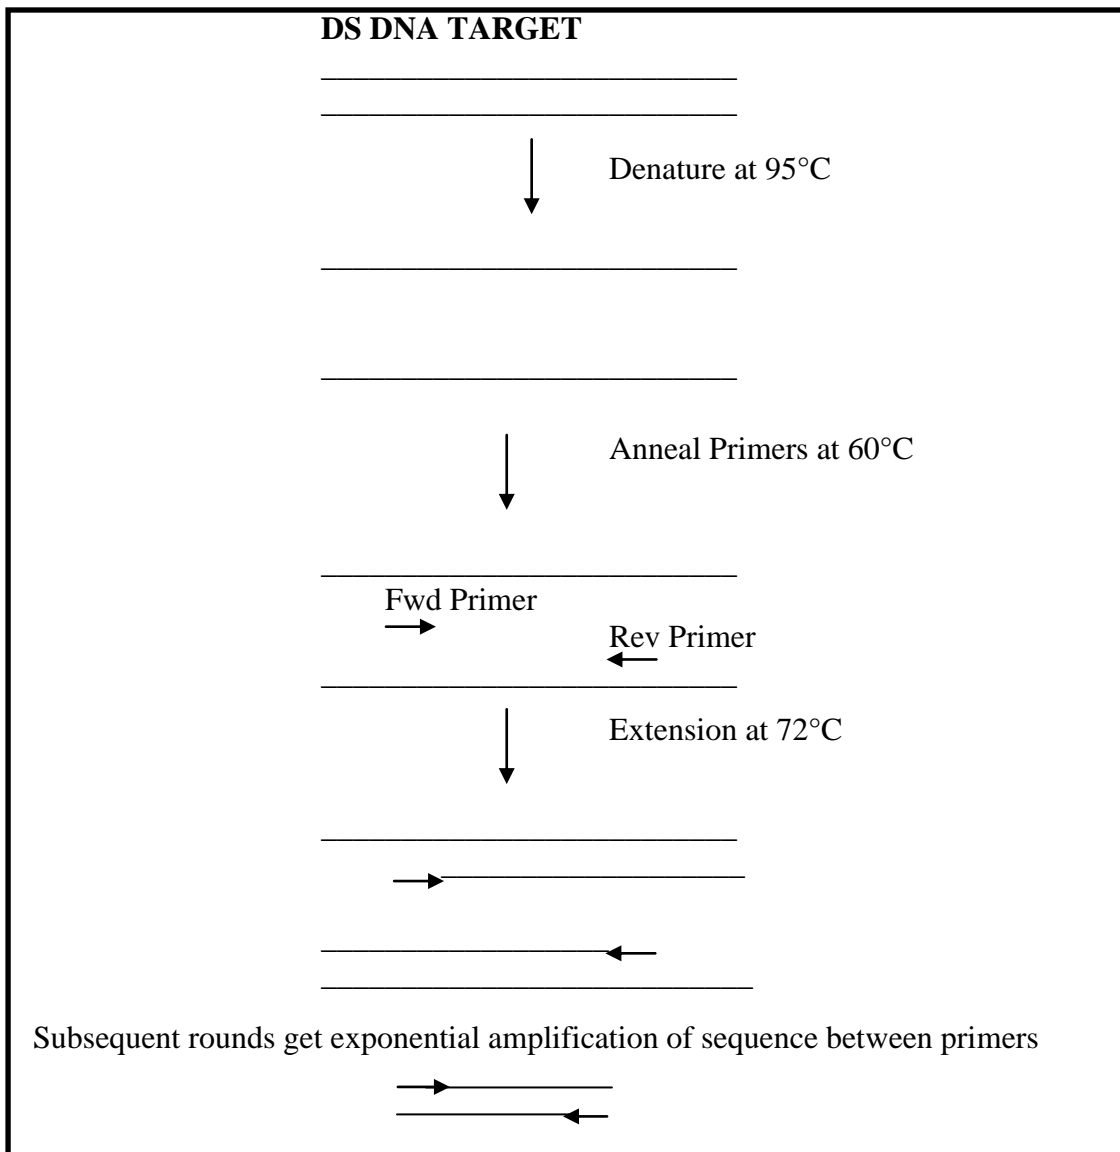 DS DNA TARGET
Denature at 95°C
Anneal Primers at 60°C
Fwd Primer
Rev Primer
Extension at 72°C
Subsequent rounds get exponential amplification of sequence between primers